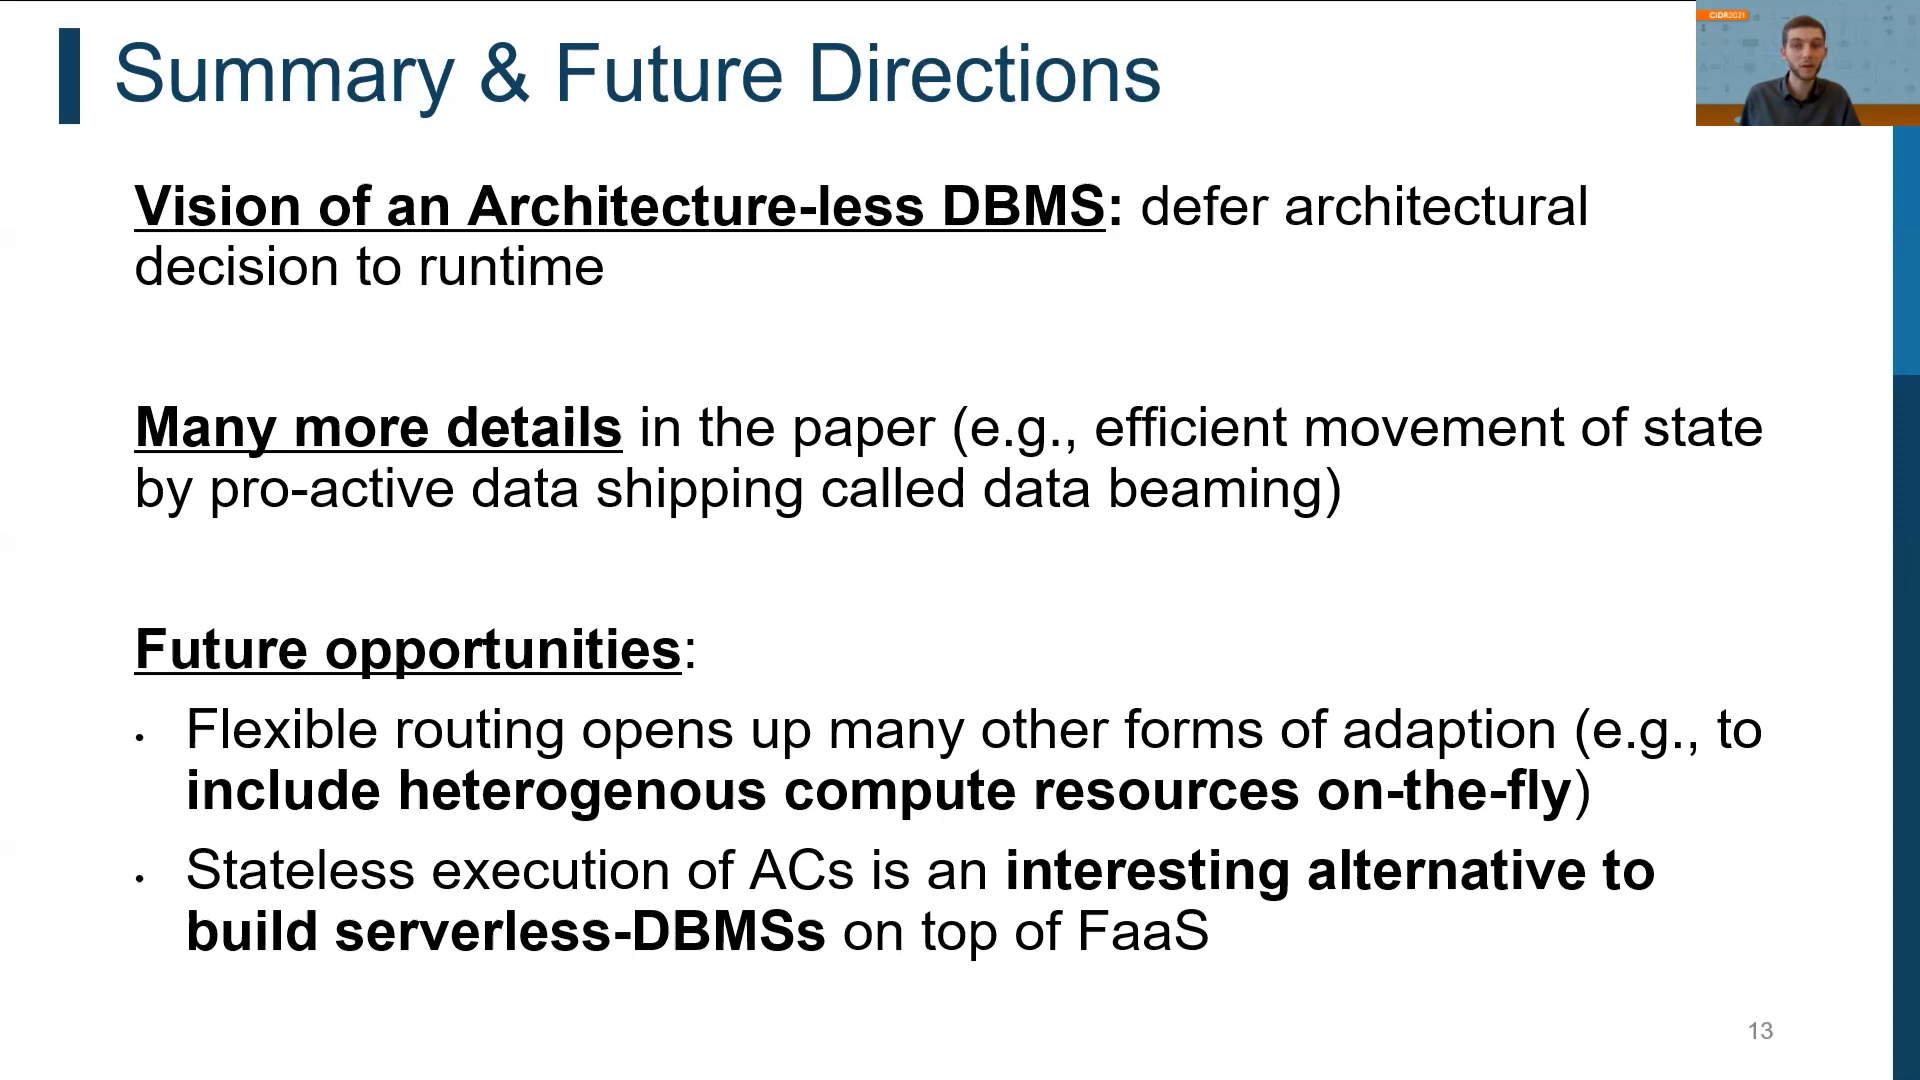 Summary & Future Directions
CIDR2021
Vision of an Architecture-less DBMS: defer architectural
decision to runtime
Many more details in the paper (e.g., efficient movement of state
by pro-active data shipping called data beaming)
Future opportunities:
• Flexible routing opens up many other forms of adaption (e.g., to
include heterogenous compute resources on-the-fly)
• Stateless execution of ACs is an interesting alternative to
build serverless-DBMSs on top of FaaS
13